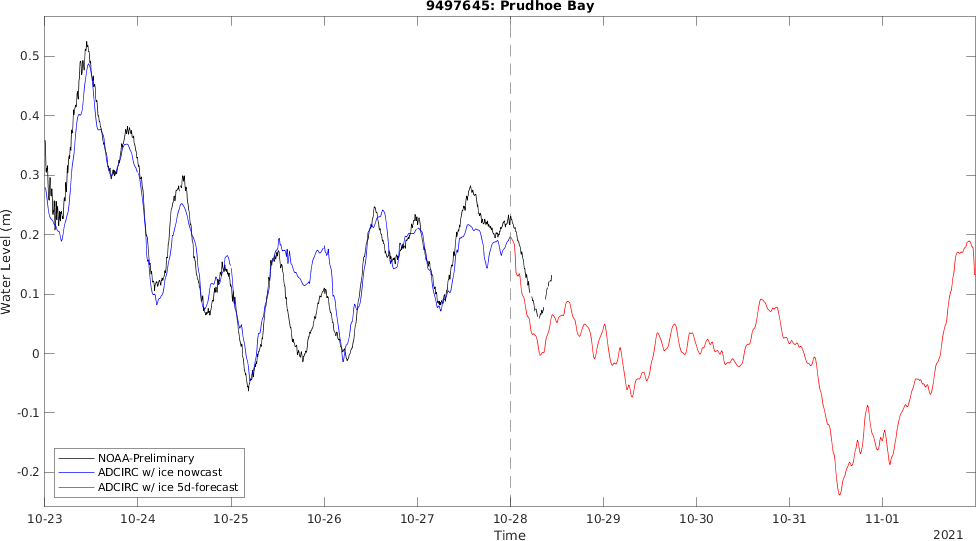 9497645: Prudhoe Bay
0.5
0.4
0.3
0.2
0.1
0
-0.1
-0.2
Water Level (m)
NOAA-Preliminary
ADCIRC w/ ice nowcast
ADCIRC w/ ice 5d-forecast
10-23 10-24 10-25 10-26 10-27 10-28 10-29 10-30 10-31 11-01
Time
2021